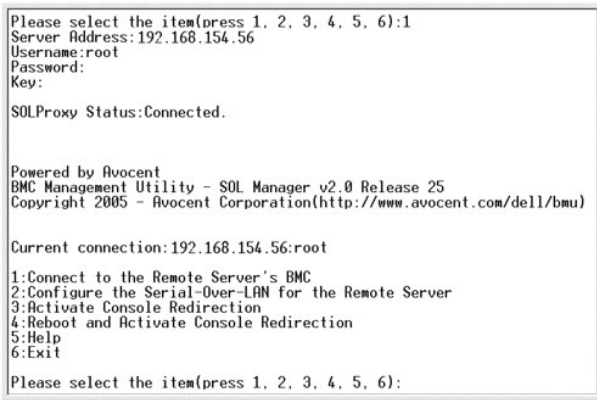 Please select the item(press 1, 2, 3, 4, 5, 6):1
Server Address:192.168.154.56
Username:root
Password:
Key:
SOLProxy Status:Connected.
Powered by Avocent
BMC Management Utility - SOL Manager v2.0 Release 25
Copyright 2005 - Avocent Corporation(http://www.avocent.com/dell/bmu)
Current connection:192.168.154.56:root
1:Connect to the Remote Server's BMC
2:Configure the Serial-Over-LAN for the Remote Server
3:Activate Console Redirection
4:Reboot and Activate Console Redirection
5:Help
6:Exit
Please select the item(press 1, 2, 3, 4, 5, 6):